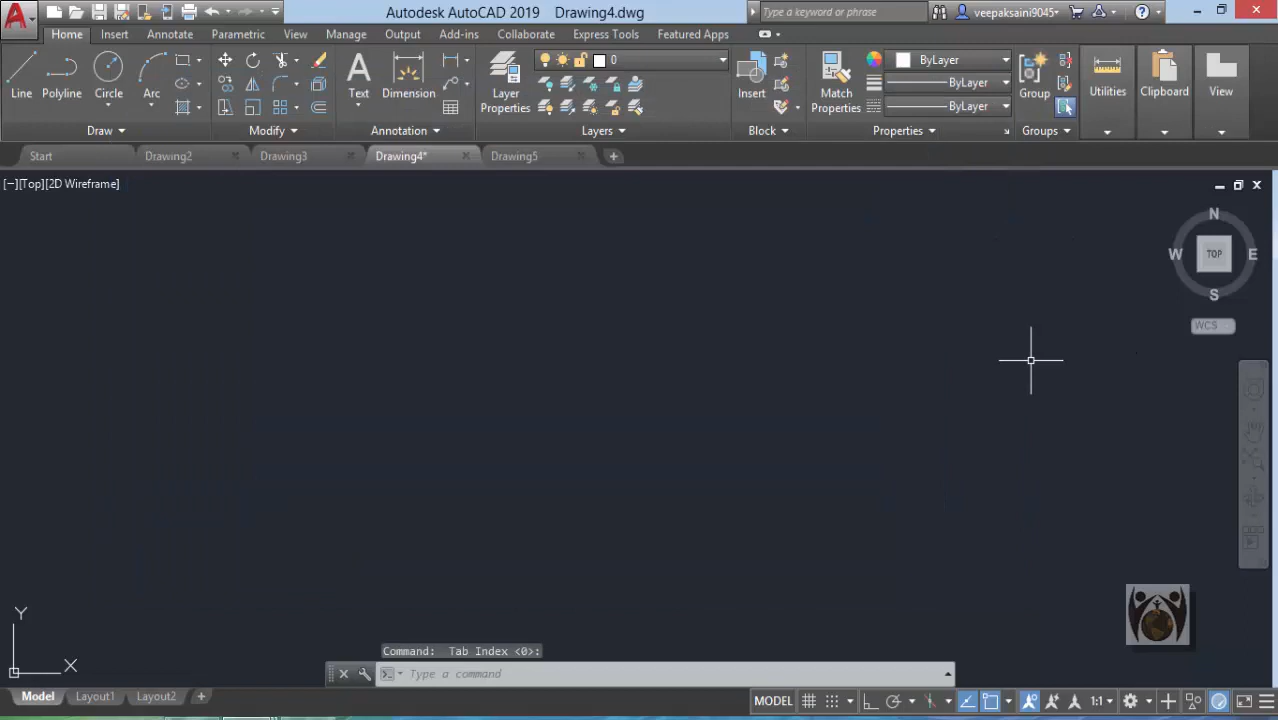 Autodesk AutoCAD 2019 Drawing4.dwg
Type a keyword or phrase
veepaksaini9045
Home Insert Annotate Parametric View Manage Output Add-ins Collaborate Express Tools Featured Apps
Line Polyline Circle Arc
Text Dimension
Layer Properties
0
Insert
Match Properties
ByLayer
ByLayer
ByLayer
Group
Utilities Clipboard View
Draw Modify Annotation Layers Block Properties Groups
Start Drawing2 Drawing3 Drawing4* Drawing5
[−][Top][2D Wireframe]
N
W TOP E
S
WCS
Y
X
Command: Tab Index <0>:
Type a command
Model Layout1 Layout2
MODEL 1:1